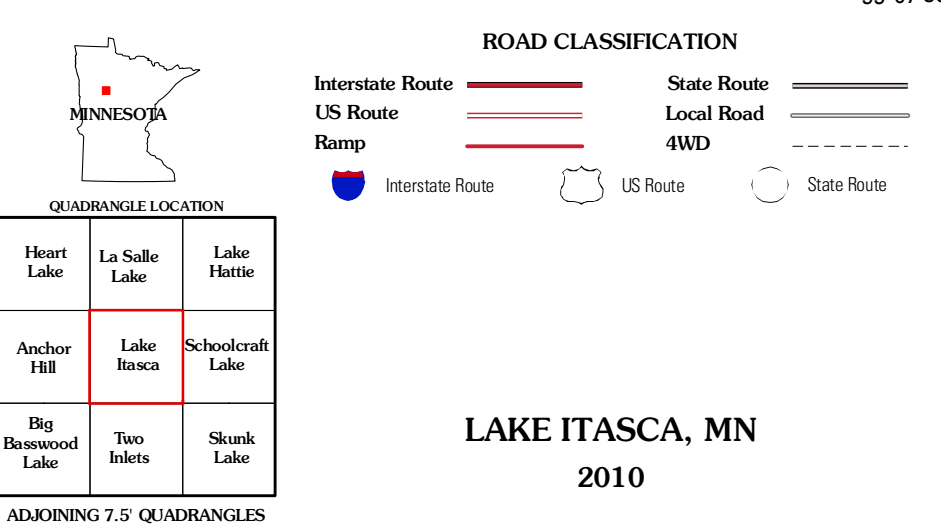 MINNESOTA
QUADRANGLE LOCATION
ROAD CLASSIFICATION
Interstate Route
US Route
Ramp
State Route
Local Road
4WD
Interstate Route
US Route
State Route
Heart
Lake
La Salle
Lake
Lake
Hattie
Anchor
Hill
Lake
Itasca
Schoolcraft
Lake
Big
Basswood
Lake
Two
Inlets
Skunk
Lake
ADJOINING 7.5' QUADRANGLES
LAKE ITASCA, MN
2010